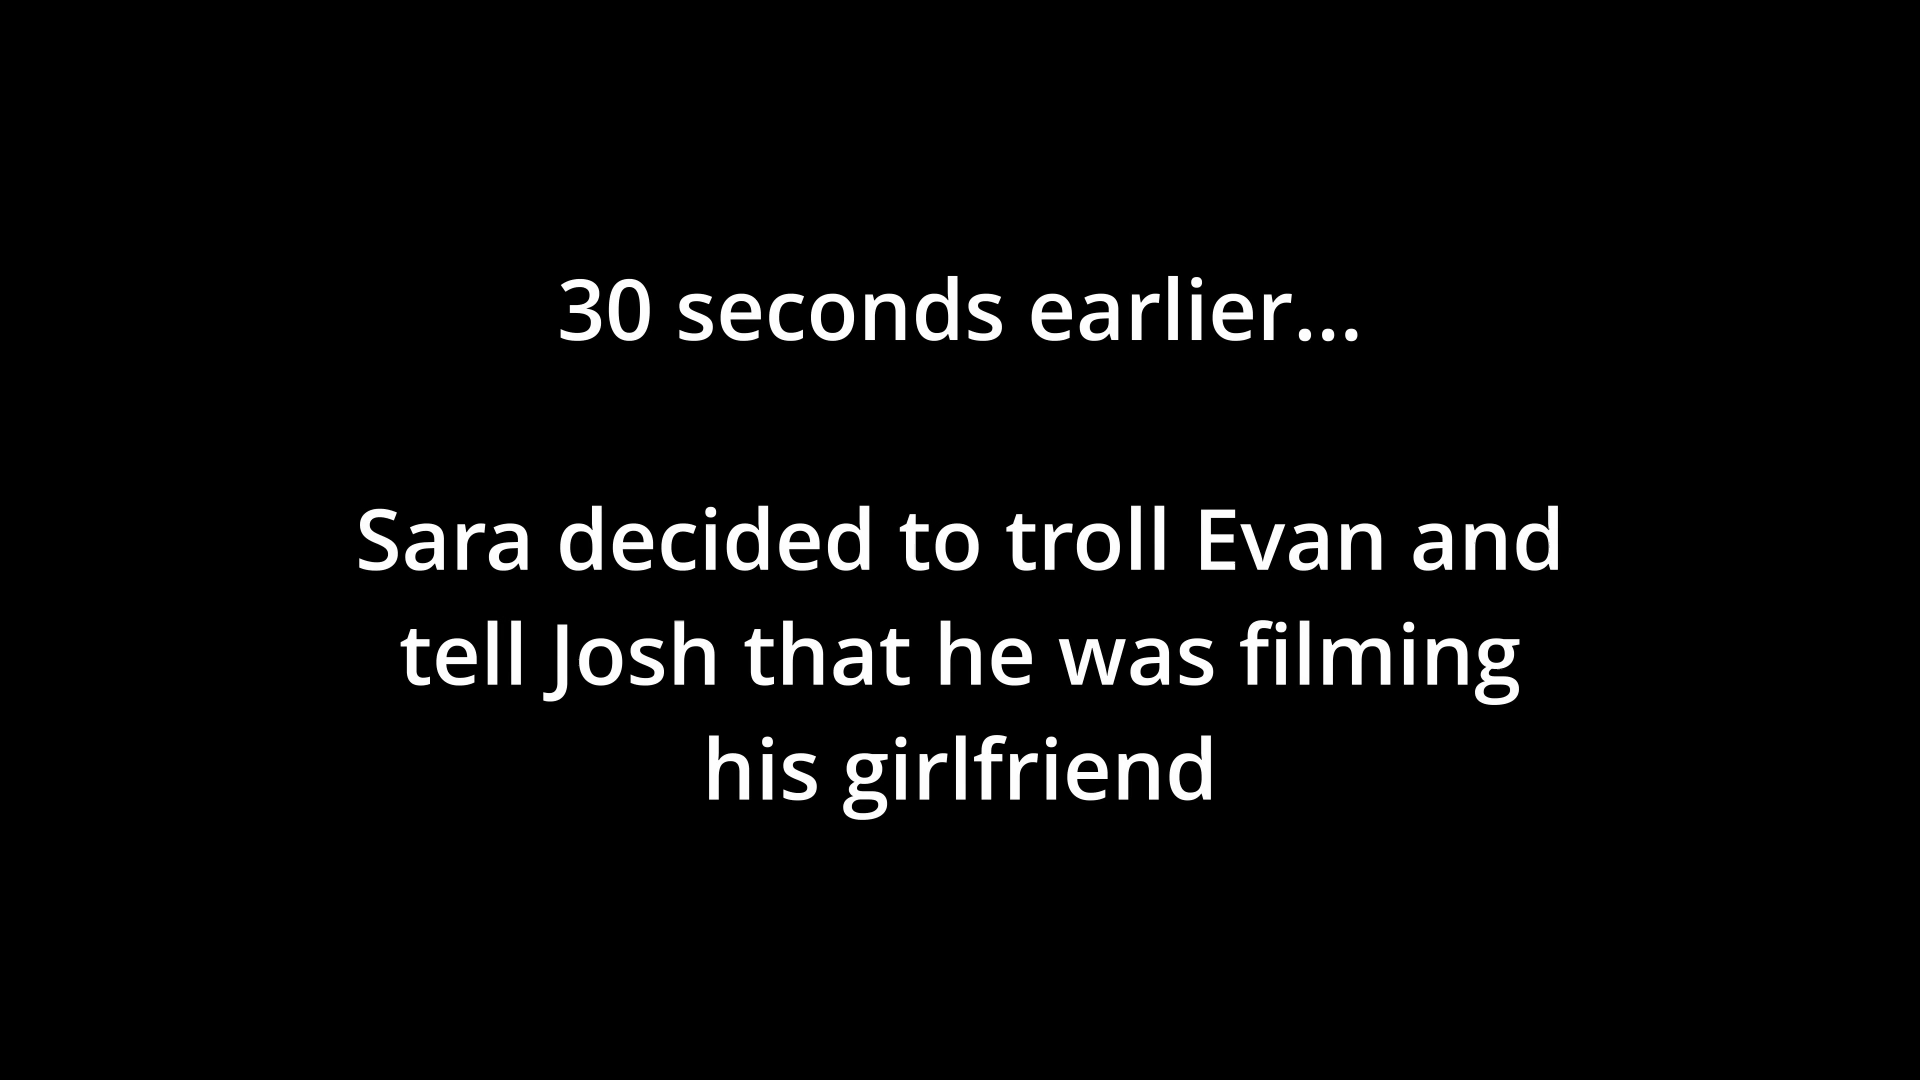 30 seconds earlier...
Sara decided to troll Evan and
tell Josh that he was filming
his girlfriend